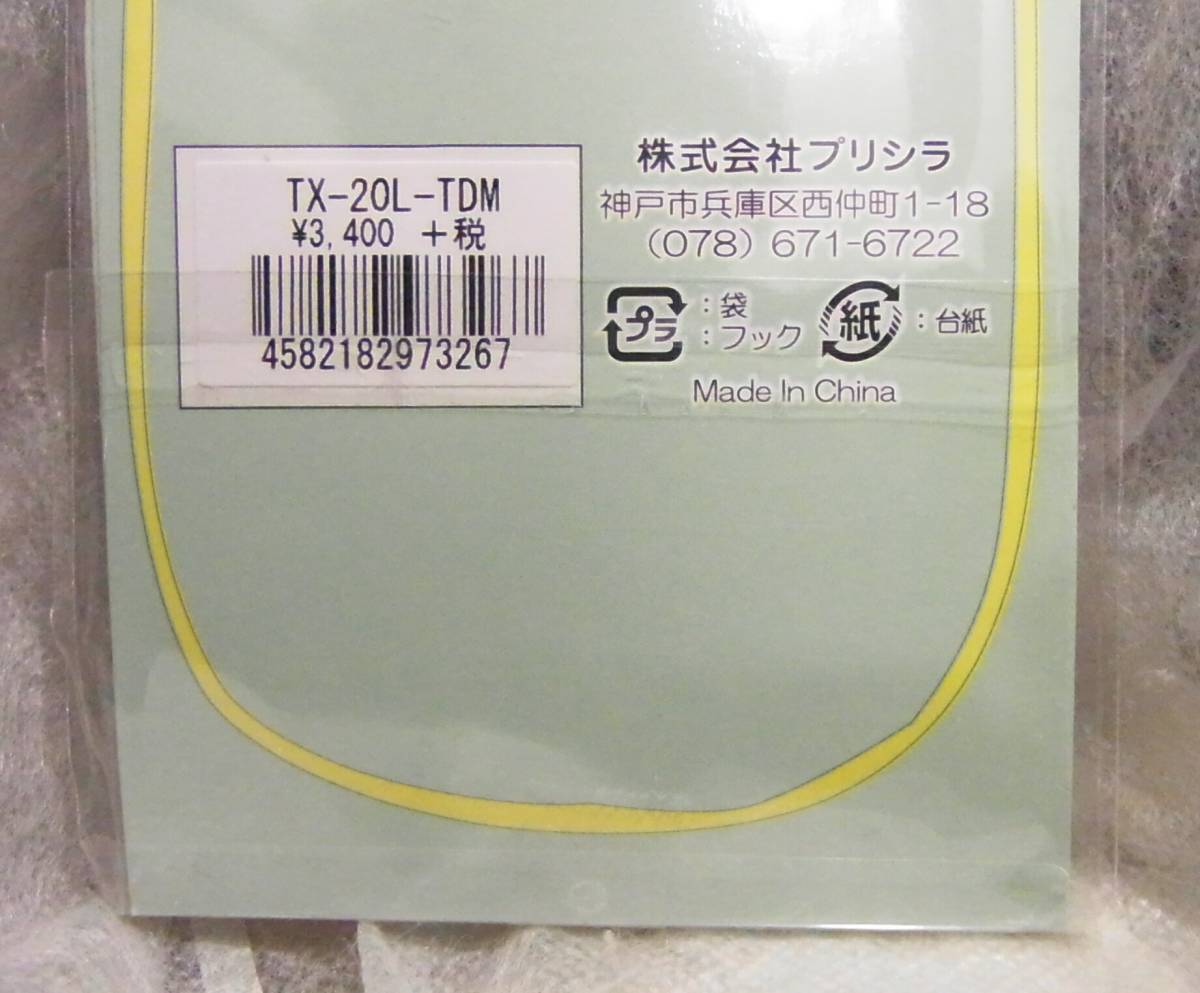 TX-20L-TDM
¥3,400 +税
4582182973267
株式会社プリシラ
神戸市兵庫区西仲町1-18
(078) 671-6722
プラ :袋
:フック
紙 :台紙
Made In China